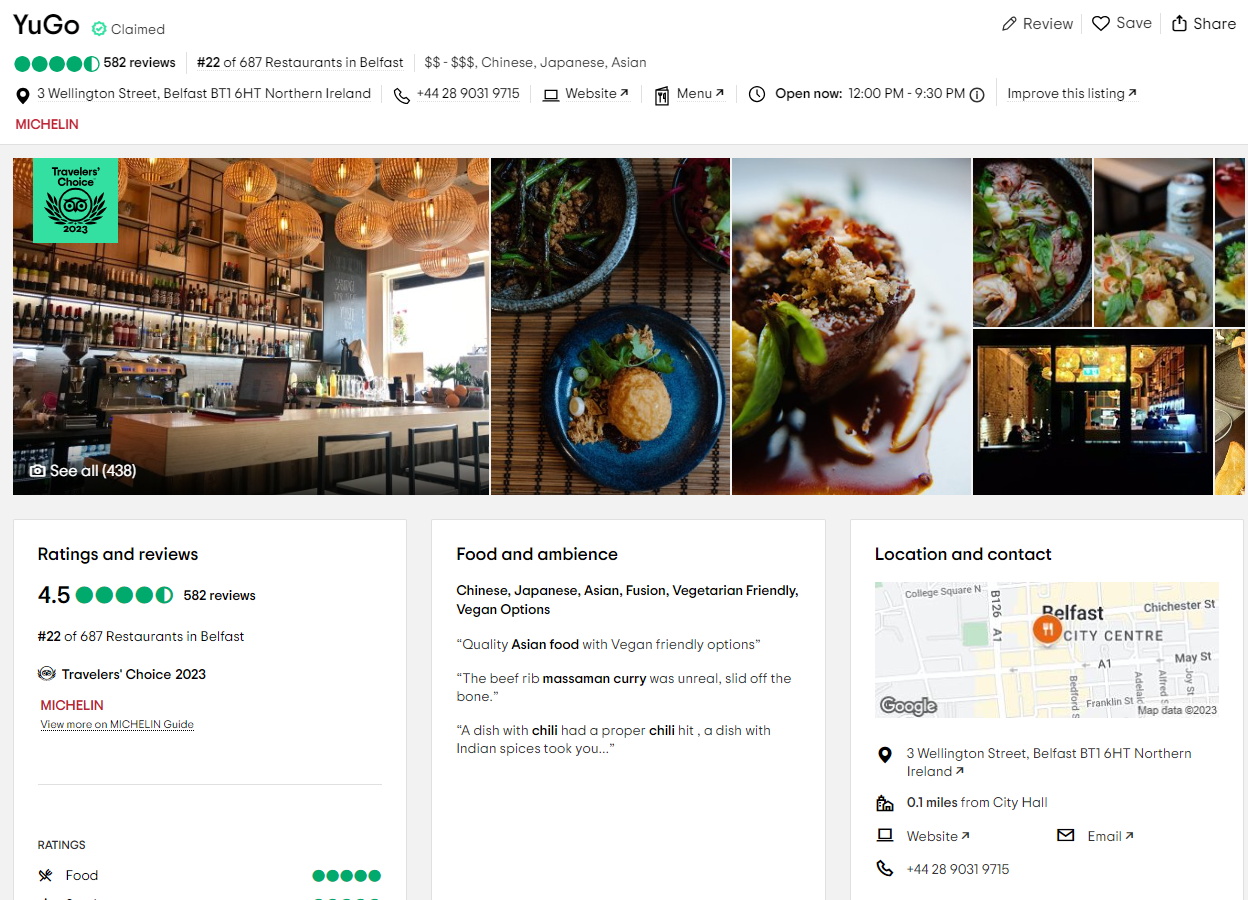 YuGo Claimed
Review Save Share
582 reviews #22 of 687 Restaurants in Belfast $$ - $$$, Chinese, Japanese, Asian
3 Wellington Street, Belfast BT1 6HT Northern Ireland +44 28 9031 9715 Website Menu Open now: 12:00 PM - 9:30 PM Improve this listing
MICHELIN
Travelers'
Choice
2023
See all (438)
Ratings and reviews
4.5 582 reviews
#22 of 687 Restaurants in Belfast
Travelers' Choice 2023
MICHELIN
View more on MICHELIN Guide
RATINGS
Food
Food and ambience
Chinese, Japanese, Asian, Fusion, Vegetarian Friendly,
Vegan Options
“Quality Asian food with Vegan friendly options”
“The beef rib massaman curry was unreal, slid off the
bone.”
“A dish with chili had a proper chili hit , a dish with
Indian spices took you...”
Location and contact
College Square N
B126
A1
Belfast
CITY CENTRE
Chichester St
A1
May St
Bedford S
Adelaid
Alfred S
Joy St
Franklin St
Google
Map data ©2023
3 Wellington Street, Belfast BT1 6HT Northern
Ireland
0.1 miles from City Hall
Website Email
+44 28 9031 9715